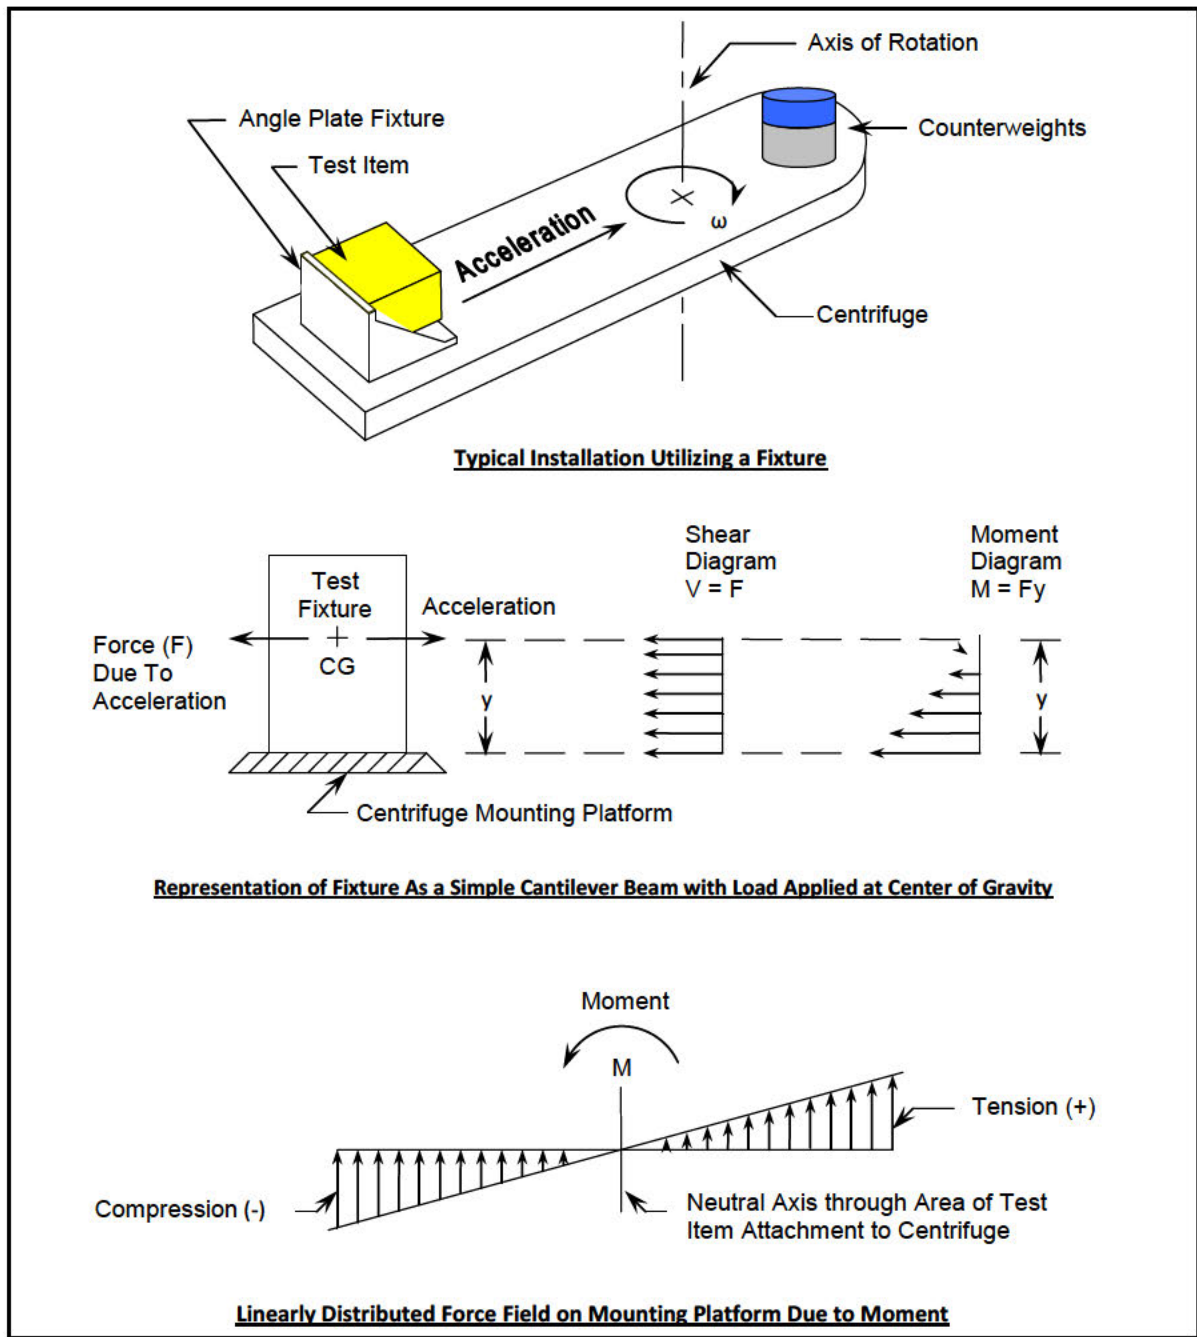 Axis of Rotation
Angle Plate Fixture
Counterweights
Test Item
Acceleration
ω
Centrifuge
Typical Installation Utilizing a Fixture
Shear
Diagram
V = F
Moment
Diagram
M = Fy
Test
Fixture
Acceleration
Force (F)
Due To
Acceleration
CG
y
y
Centrifuge Mounting Platform
Representation of Fixture As a Simple Cantilever Beam with Load Applied at Center of Gravity
Moment
M
Tension (+)
Compression (-)
Neutral Axis through Area of Test
Item Attachment to Centrifuge
Linearly Distributed Force Field on Mounting Platform Due to Moment